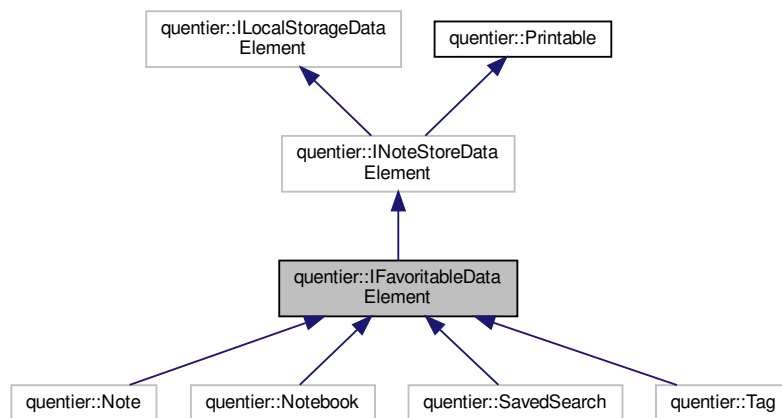 quentier::ILocalStorageData
Element
quentier::Printable
quentier::INoteStoreData
Element
quentier::IFavoritableData
Element
quentier::Note
quentier::Notebook
quentier::SavedSearch
quentier::Tag